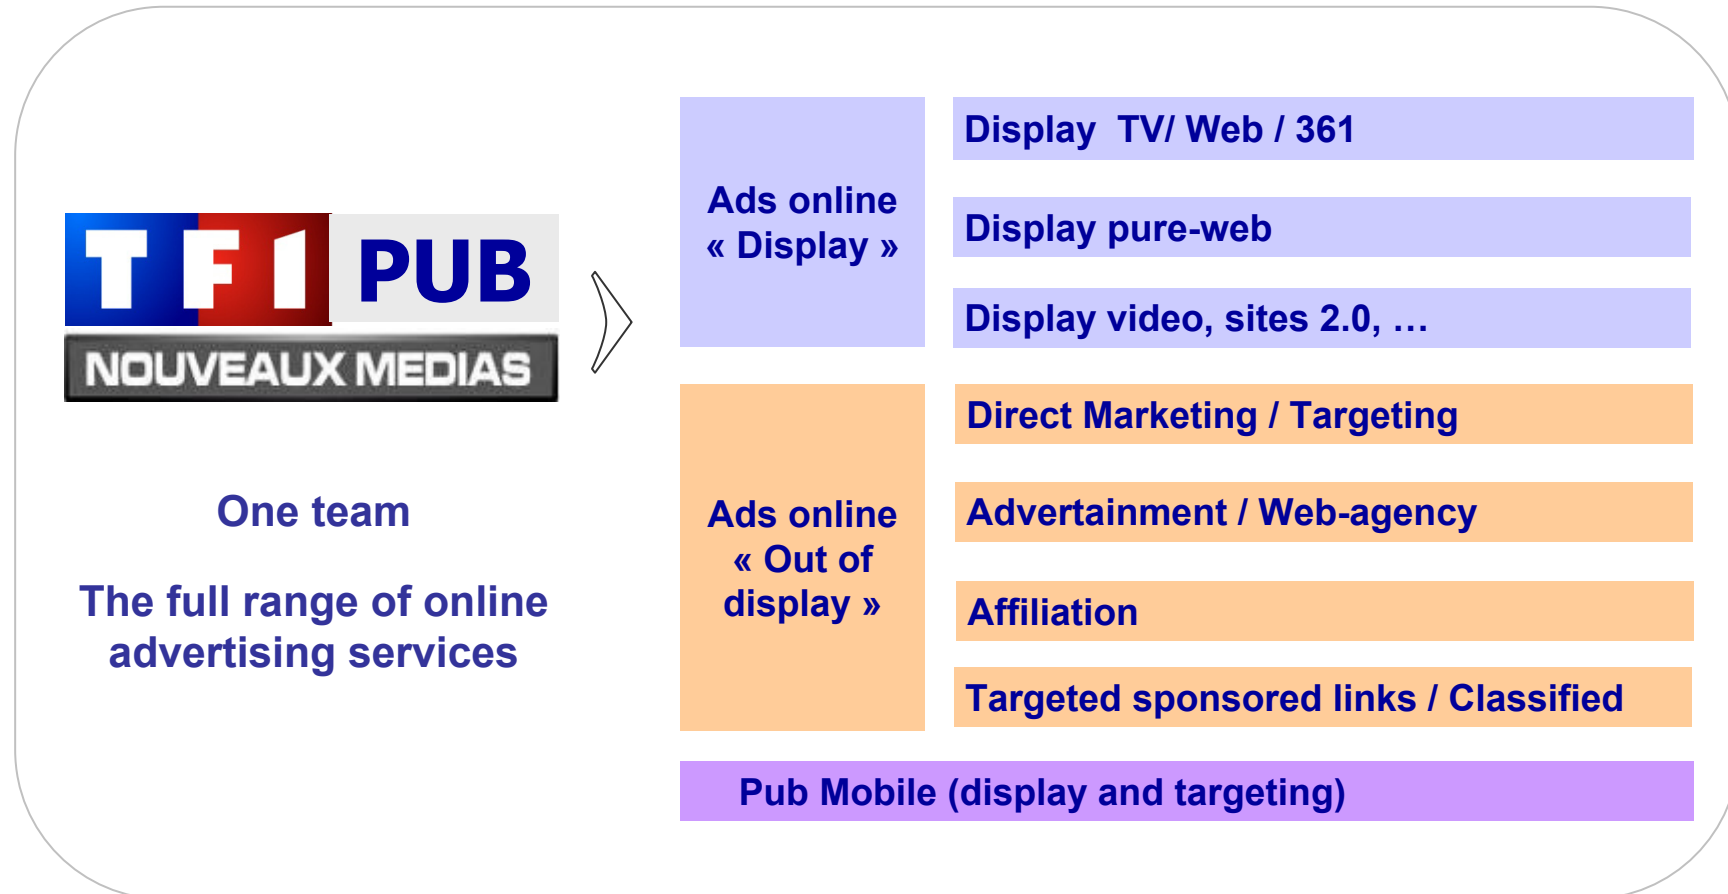 TF1 PUB
NOUVEAUX MEDIAS
One team
The full range of online
advertising services
Ads online
« Display »
Display TV/ Web / 361
Display pure-web
Display video, sites 2.0, …
Ads online
« Out of
display »
Direct Marketing / Targeting
Advertainment / Web-agency
Affiliation
Targeted sponsored links / Classified
Pub Mobile (display and targeting)